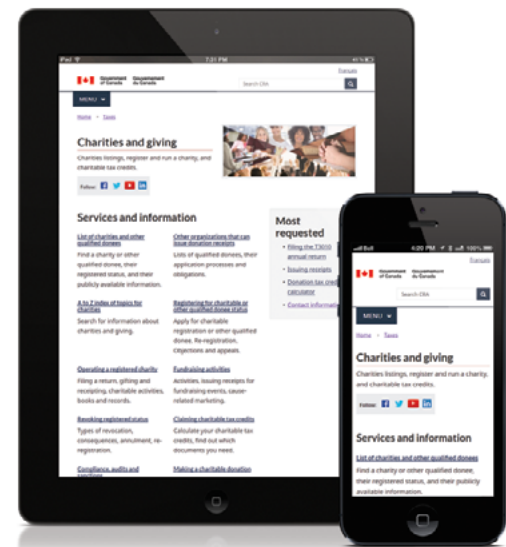 iPad
7:21 PM
Français
Government of Canada
Gouvernement du Canada
Search CRA
MENU
Home
Taxes
Charities and giving
Charities listings, register and run a charity, and
charitable tax credits.
Follow:
Services and information
List of charities and other
qualified donees
Find a charity or other
qualified donee, their
registered status, and their
publicly available information.
Other organizations that can
issue donation receipts
Lists of qualified donees, their
application processes and
obligations.
A to Z index of topics for
charities
Search for information about
charities and giving.
Registering for charitable or
other qualified donee status
Apply for charitable
registration or other qualified
donee. Re-registration.
Objections and appeals.
Operating a registered charity
Filing a return, gifting and
receipting, charitable activities,
books and records.
Fundraising activities
Activities, issuing receipts for
fundraising events, cause-
related marketing.
Revoking registered status
Types of revocation,
consequences, annulment, re-
registration.
Claiming charitable tax credits
Calculate your charitable tax
credits, find out which
documents you need.
Compliance, audits and
sanctions
Making a charitable donation
Most
requested
Filing the T3010
annual return
Issuing receipts
Donation tax cred
calculator
Contact informatio
Bell
4:20 PM
100%
Français
Government of Canada
Gouvernement du Canada
Search CRA
MENU
Home
Taxes
Charities and giving
Charities listings, register and run a charity,
and charitable tax credits.
Follow:
Services and information
List of charities and other qualified donees
Find a charity or other qualified donee,
their registered status, and their publicly
available information.